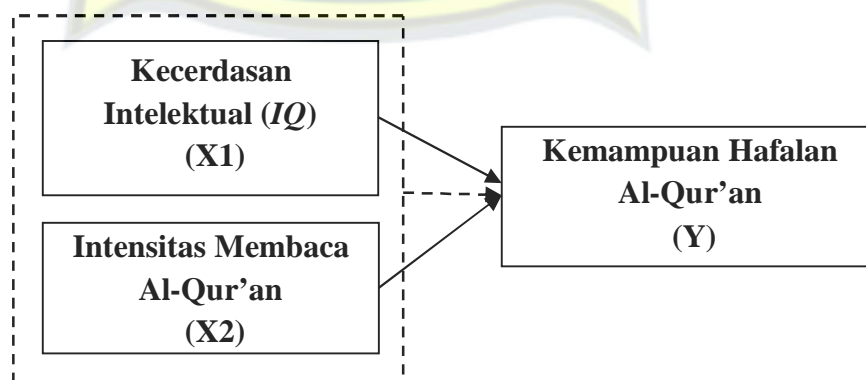 Kecerdasan
Intelektual (IQ)
(X1)
Intensitas Membaca
Al-Qur’an
(X2)
Kemampuan Hafalan
Al-Qur’an
(Y)